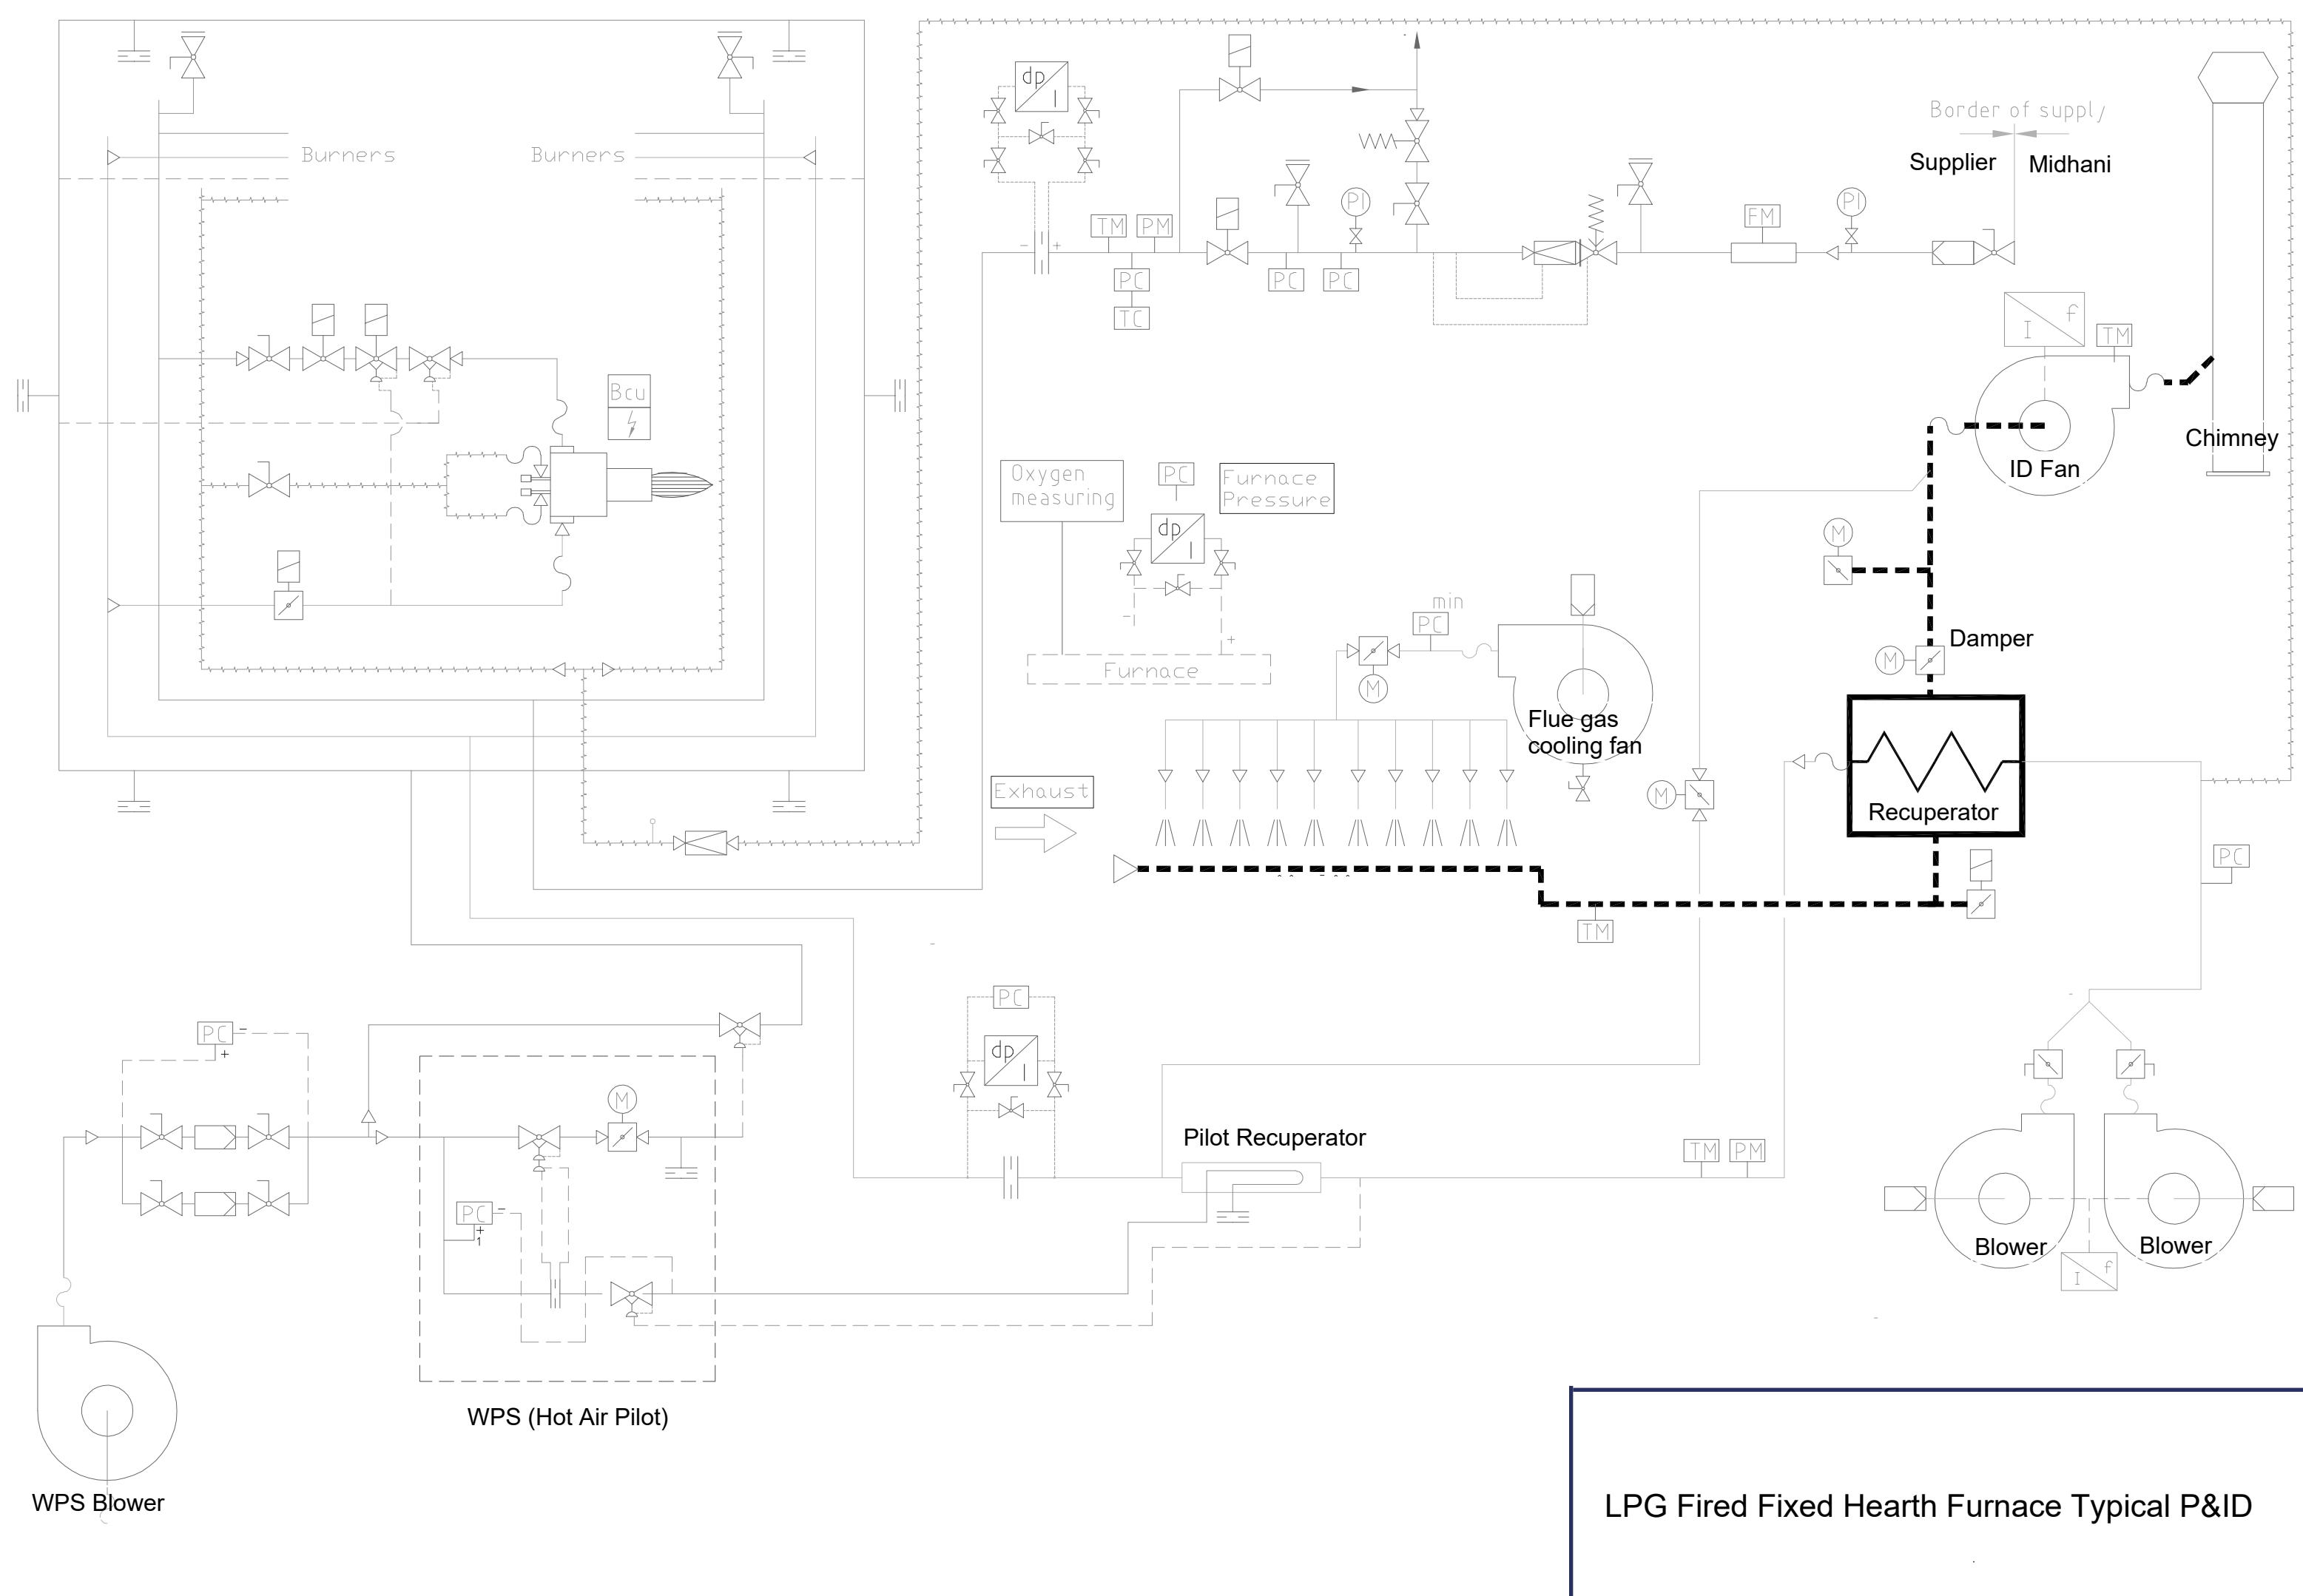 Burners
Burners
dp
I
TM
PM
PC
TC
PC
PI
PC
-
+
FM
PI
Border of supply
Supplier
Midhani
I
f
TM
ID Fan
Chimney
Bcu
Oxygen
measuring
PC
Furnace
Pressure
dp
I
-
+
Furnace
min
PC
M
Flue gas
cooling fan
M
M
Damper
Recuperator
M
Exhaust
TM
PC
PC
-
+
PC
dp
I
M
Pilot Recuperator
TM
PM
PC
-
+
1
Blower
Blower
I
f
WPS (Hot Air Pilot)
WPS Blower
LPG Fired Fixed Hearth Furnace Typical P&ID